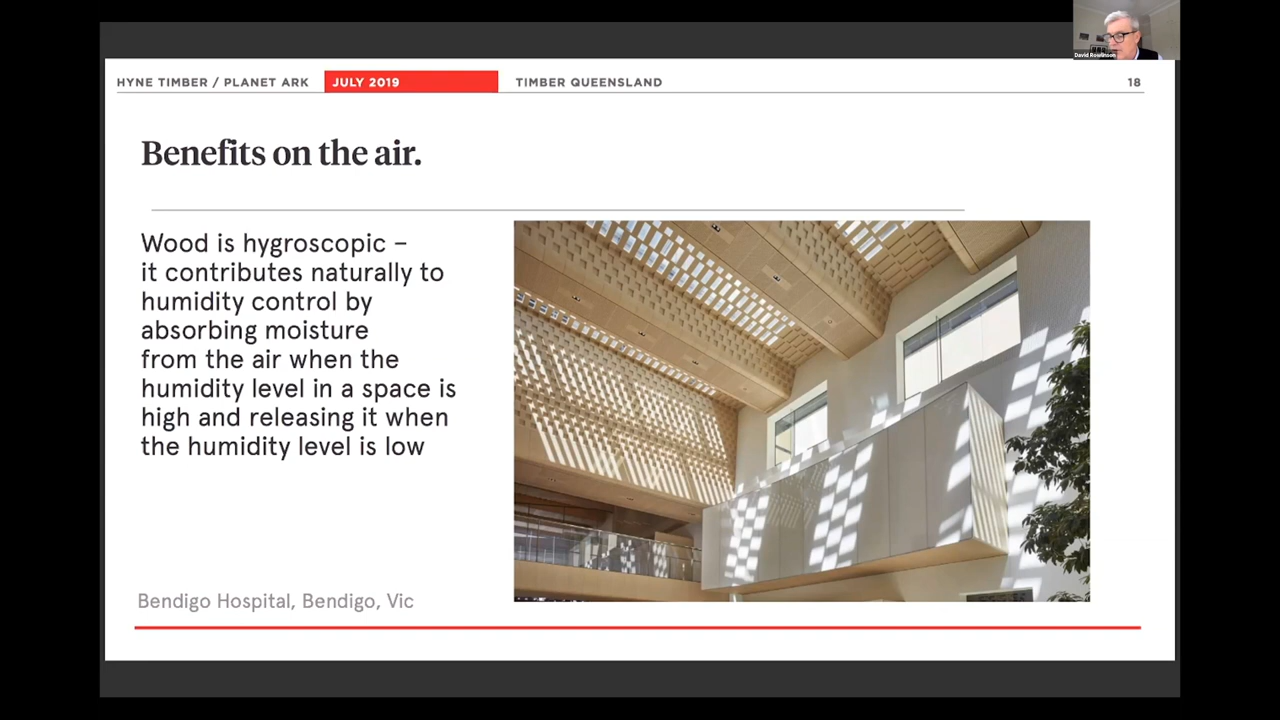 David Rowlinson
HYNE TIMBER / PLANET ARK
JULY 2019
TIMBER QUEENSLAND
18
Benefits on the air.
Wood is hygroscopic –
it contributes naturally to
humidity control by
absorbing moisture
from the air when the
humidity level in a space is
high and releasing it when
the humidity level is low
Bendigo Hospital, Bendigo, Vic